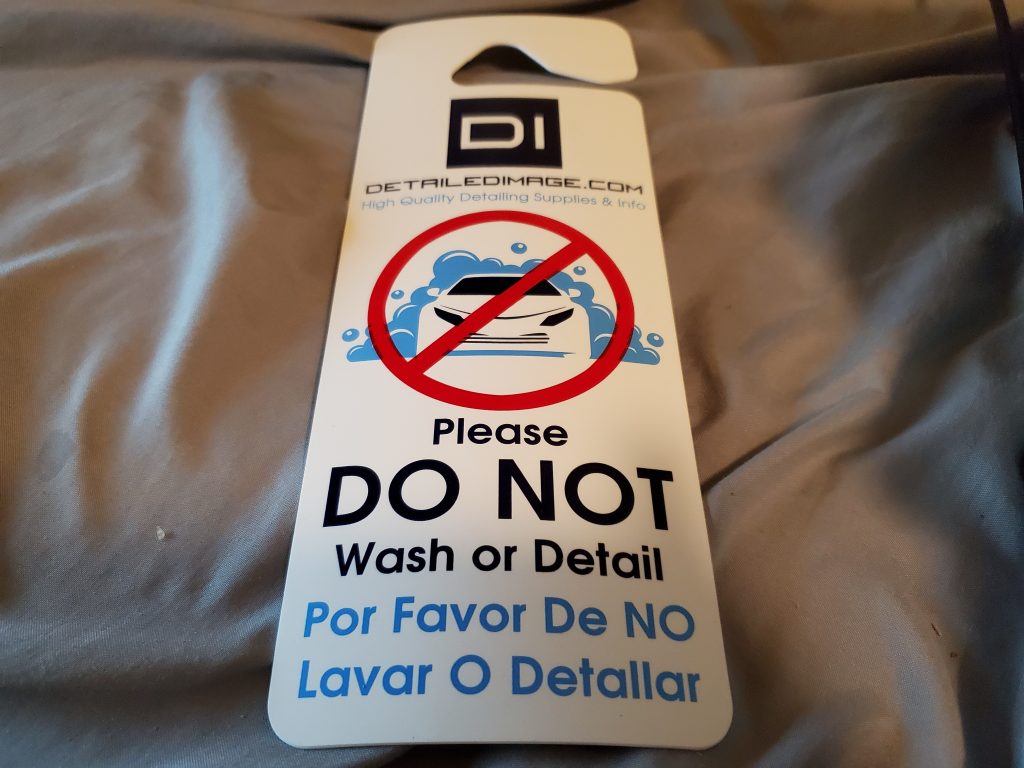 DI
DETAILEDIMAGE.COM
High Quality Detailing Supplies & Info
Please
DO NOT
Wash or Detail
Por Favor De NO
Lavar O Detallar